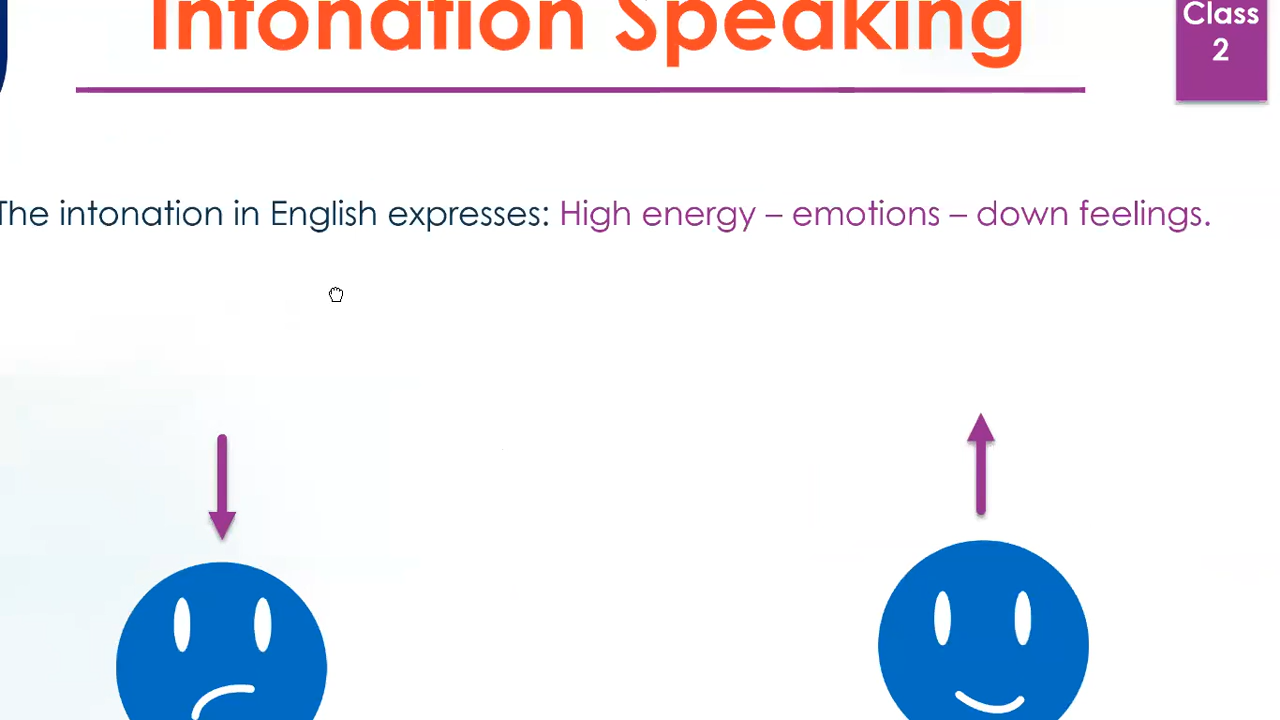 Intonation Speaking
Class
2
The intonation in English expresses: High energy – emotions – down feelings.